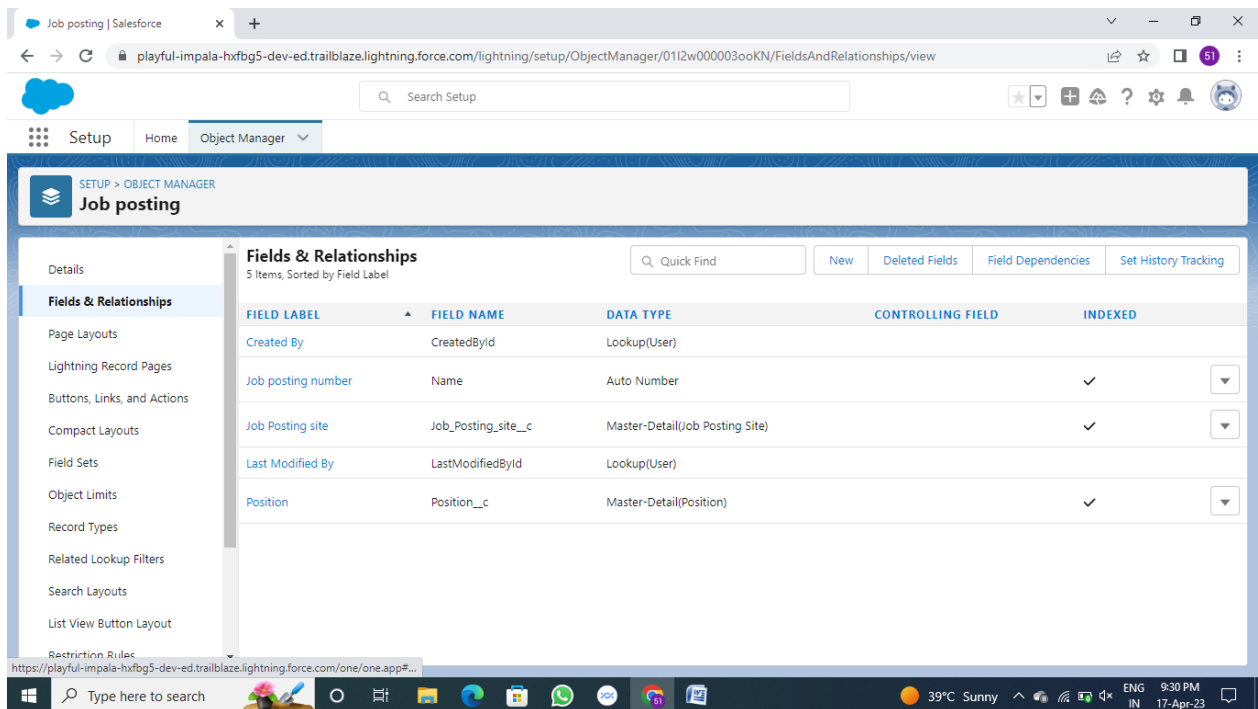 Job posting | Salesforce
playful-impala-hxfbg5-dev-ed.trailblaze.lightning.force.com/lightning/setup/ObjectManager/01I2w000003ooKN/FieldsAndRelationships/view
51
Search Setup
Setup Home Object Manager
SETUP > OBJECT MANAGER
Job posting
Details
Fields & Relationships
Page Layouts
Lightning Record Pages
Buttons, Links, and Actions
Compact Layouts
Field Sets
Object Limits
Record Types
Related Lookup Filters
Search Layouts
List View Button Layout
Restriction Rules
Fields & Relationships
5 Items, Sorted by Field Label
Quick Find New Deleted Fields Field Dependencies Set History Tracking
FIELD LABEL FIELD NAME DATA TYPE CONTROLLING FIELD INDEXED
Created By CreatedById Lookup(User)
Job posting number Name Auto Number
Job Posting site Job_Posting_site__c Master-Detail(Job Posting Site)
Last Modified By LastModifiedById Lookup(User)
Position Position__c Master-Detail(Position)
https://playful-impala-hxfbg5-dev-ed.trailblaze.lightning.force.com/one/one.app#...
Type here to search
51
39°C Sunny
ENG
IN
9:30 PM
17-Apr-23